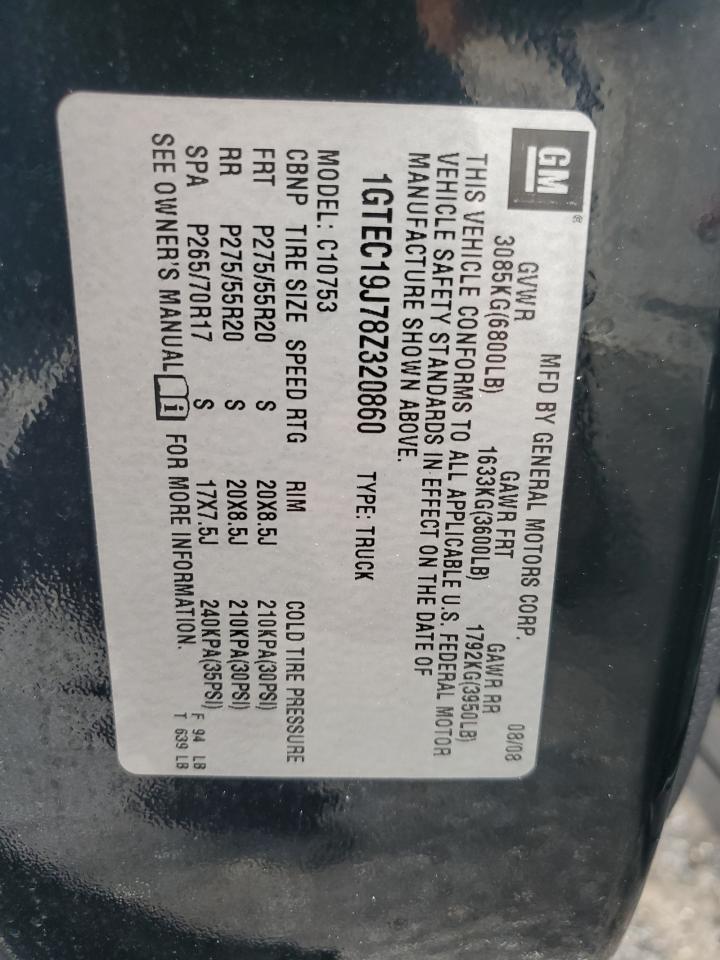 GM®
MFD BY GENERAL MOTORS CORP. 08/08
GVWR GAWR FRT GAWR RR
3085KG(6800LB) 1633KG(3600LB) 1792KG(3950LB)
THIS VEHICLE CONFORMS TO ALL APPLICABLE U.S. FEDERAL MOTOR
VEHICLE SAFETY STANDARDS IN EFFECT ON THE DATE OF
MANUFACTURE SHOWN ABOVE.
1GTEC19J78Z320860 TYPE: TRUCK
MODEL: C10753
CBNP TIRE SIZE SPEED RTG RIM COLD TIRE PRESSURE
FRT P275/55R20 S 20X8.5J 210KPA(30PSI)
RR P275/55R20 S 20X8.5J 210KPA(30PSI)
SPA P265/70R17 S 17X7.5J 240KPA(35PSI)
SEE OWNER'S MANUAL i FOR MORE INFORMATION.
F 94 LB
T 639 LB